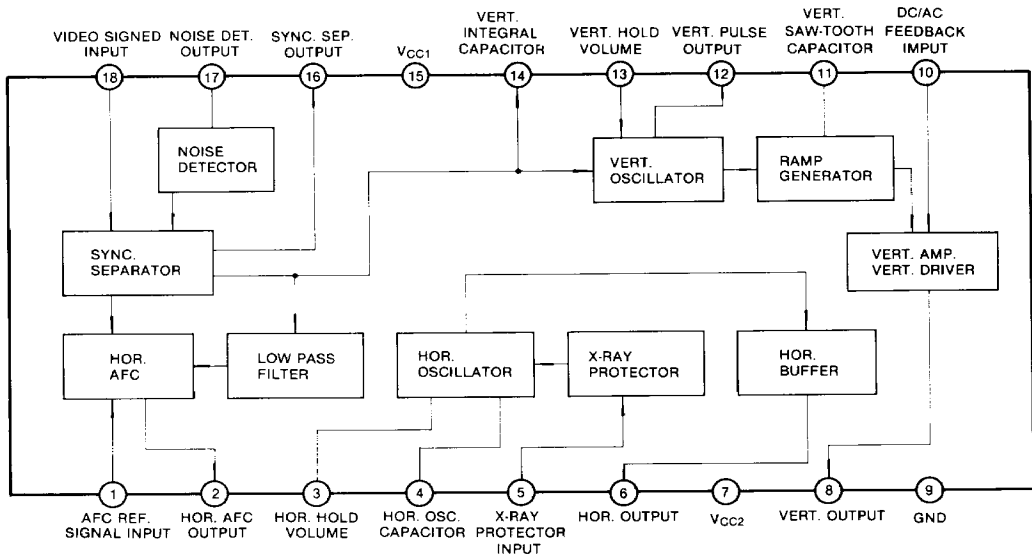 VIDEO SIGNED
INPUT
NOISE DET.
OUTPUT
SYNC. SEP.
OUTPUT
VCC1
VERT.
INTEGRAL
CAPACITOR
VERT. HOLD
VOLUME
VERT. PULSE
OUTPUT
VERT.
SAW-TOOTH
CAPACITOR
DC/AC
FEEDBACK
IMPUT
18
17
16
15
14
13
12
11
10
NOISE
DETECTOR
VERT.
OSCILLATOR
RAMP
GENERATOR
SYNC.
SEPARATOR
VERT. AMP.
VERT. DRIVER
HOR.
AFC
LOW PASS
FILTER
HOR.
OSCILLATOR
X-RAY
PROTECTOR
HOR.
BUFFER
1
2
3
4
5
6
7
8
9
AFC REF.
SIGNAL INPUT
HOR. AFC
OUTPUT
HOR. HOLD
VOLUME
HOR. OSC.
CAPACITOR
X-RAY
PROTECTOR
INPUT
HOR. OUTPUT
VCC2
VERT. OUTPUT
GND